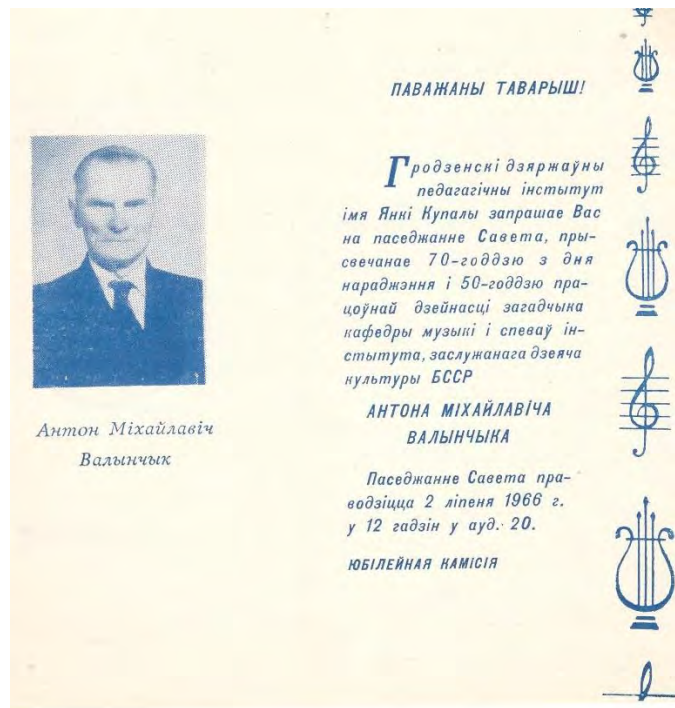 ПАВАЖАНЫ ТАВАРЫШ!
Гродзенскі дзяржаўны
педагагічны інстытут
імя Янкі Купалы запрашае Вас
на паседжанне Савета, пры-
свечанае 70-годдзю з дня
нараджэння і 50-годдзю пра-
цоўнай дзейнасці загадчыка
кафедры музыкі і спеваў ін-
стытута, заслужанага дзеяча
культуры БССР
АНТОНА МІХАЙЛАВІЧА
ВАЛЫНЧЫКА
Паседжанне Савета пра-
водзіцца 2 ліпеня 1966 г.
у 12 гадзін у ауд. 20.
ЮБІЛЕЙНАЯ КАМІСІЯ
Антон Міхайлавіч
Валынчык